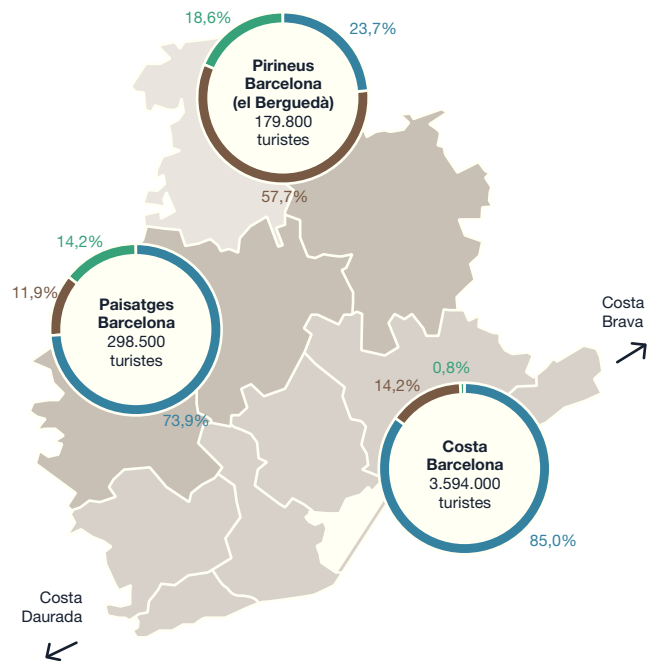 18,6%
23,7%
Pirineus
Barcelona
(el Berguedà)
179.800
turistes
57,7%
14,2%
11,9%
Paisatges
Barcelona
298.500
turistes
73,9%
Costa
Brava
0,8%
14,2%
Costa
Barcelona
3.594.000
turistes
85,0%
Costa
Daurada